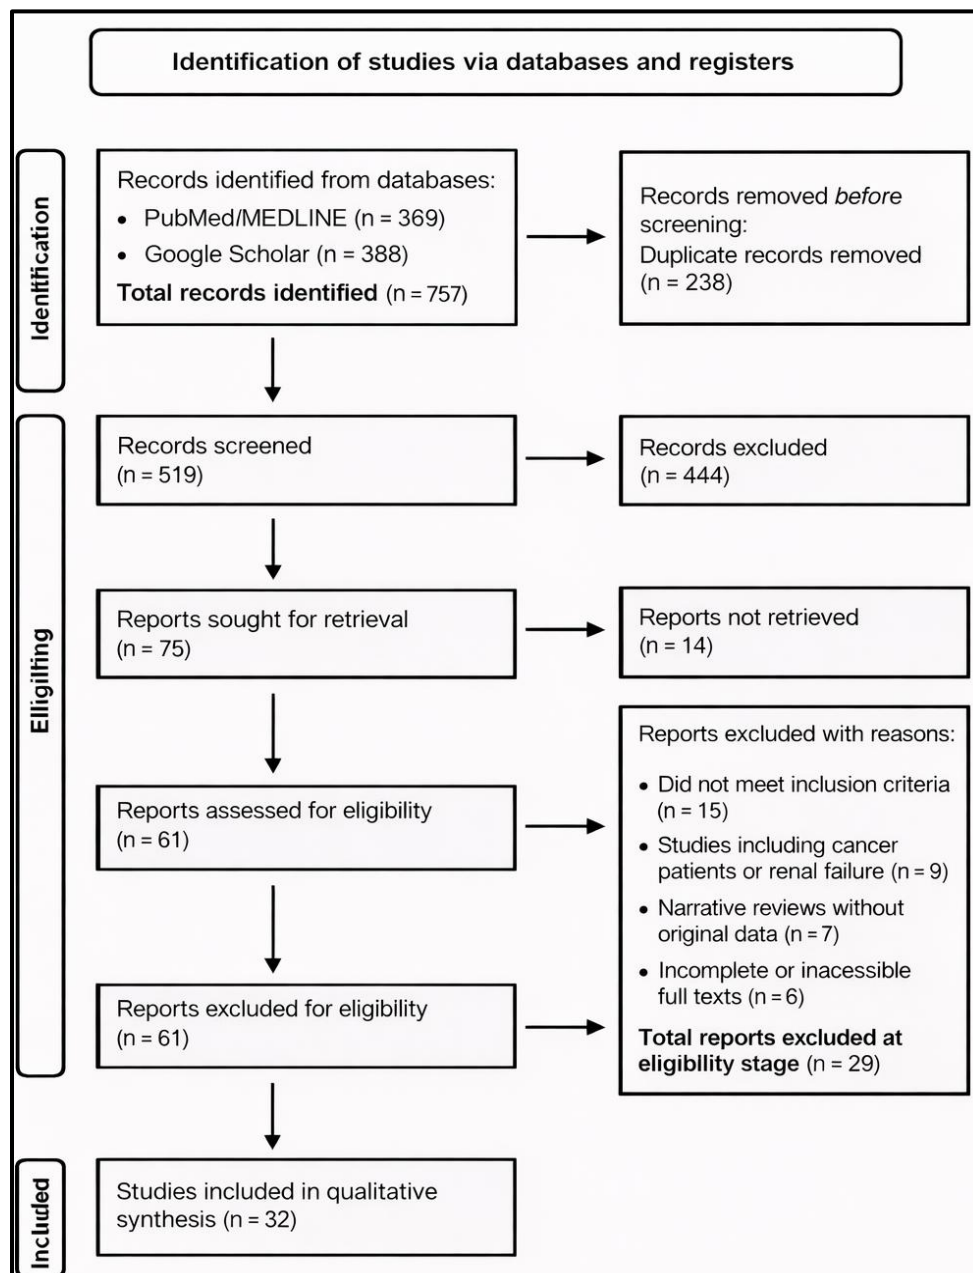 Identification of studies via databases and registers
Identification
Records identified from databases:
• PubMed/MEDLINE (n = 369)
• Google Scholar (n = 388)
Total records identified (n = 757)
Records removed before
screening:
Duplicate records removed
(n = 238)
Elligilting
Records screened
(n = 519)
Records excluded
(n = 444)
Reports sought for retrieval
(n = 75)
Reports not retrieved
(n = 14)
Reports assessed for eligibility
(n = 61)
Reports excluded with reasons:
• Did not meet inclusion criteria
(n = 15)
• Studies including cancer
patients or renal failure (n = 9)
• Narrative reviews without
original data (n = 7)
• Incomplete or inacessible
full texts (n = 6)
Total reports excluded at
eligibility stage (n = 29)
Reports excluded for eligibility
(n = 61)
Included
Studies included in qualitative
synthesis (n = 32)